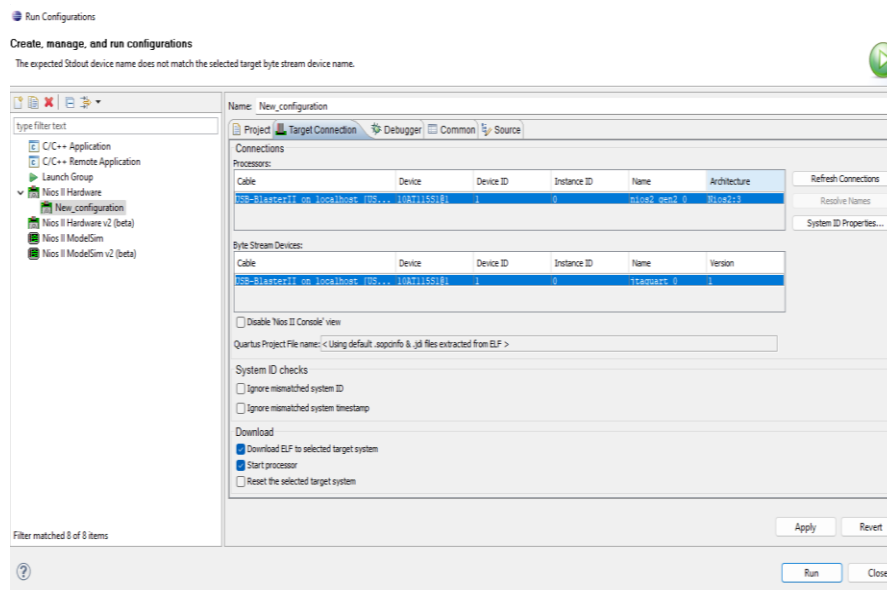 Run Configurations
Create, manage, and run configurations
The expected Stdout device name does not match the selected target byte stream device name.
type filter text
C/C++ Application
C/C++ Remote Application
Launch Group
Nios II Hardware
New_configuration
Nios II Hardware v2 (beta)
Nios II ModelSim
Nios II ModelSim v2 (beta)
Filter matched 8 of 8 items
Name: New_configuration
Project Target Connection Debugger Common Source
Connections
Processors:
Cable Device Device ID Instance ID Name Architecture
USB-BlasterII on localhost [US... 10AT115S1@1 1 0 nios2_gen2_0 Nios2:3
Refresh Connections
Resolve Names
System ID Properties...
Byte Stream Devices:
Cable Device Device ID Instance ID Name Version
USB-BlasterII on localhost [US... 10AT115S1@1 1 0 jtaguart_0 1
Disable 'Nios II Console' view
Quartus Project File name: < Using default .sopcinfo & .jdi files extracted from ELF >
System ID checks
Ignore mismatched system ID
Ignore mismatched system timestamp
Download
Download ELF to selected target system
Start processor
Reset the selected target system
Apply Revert
Run Close